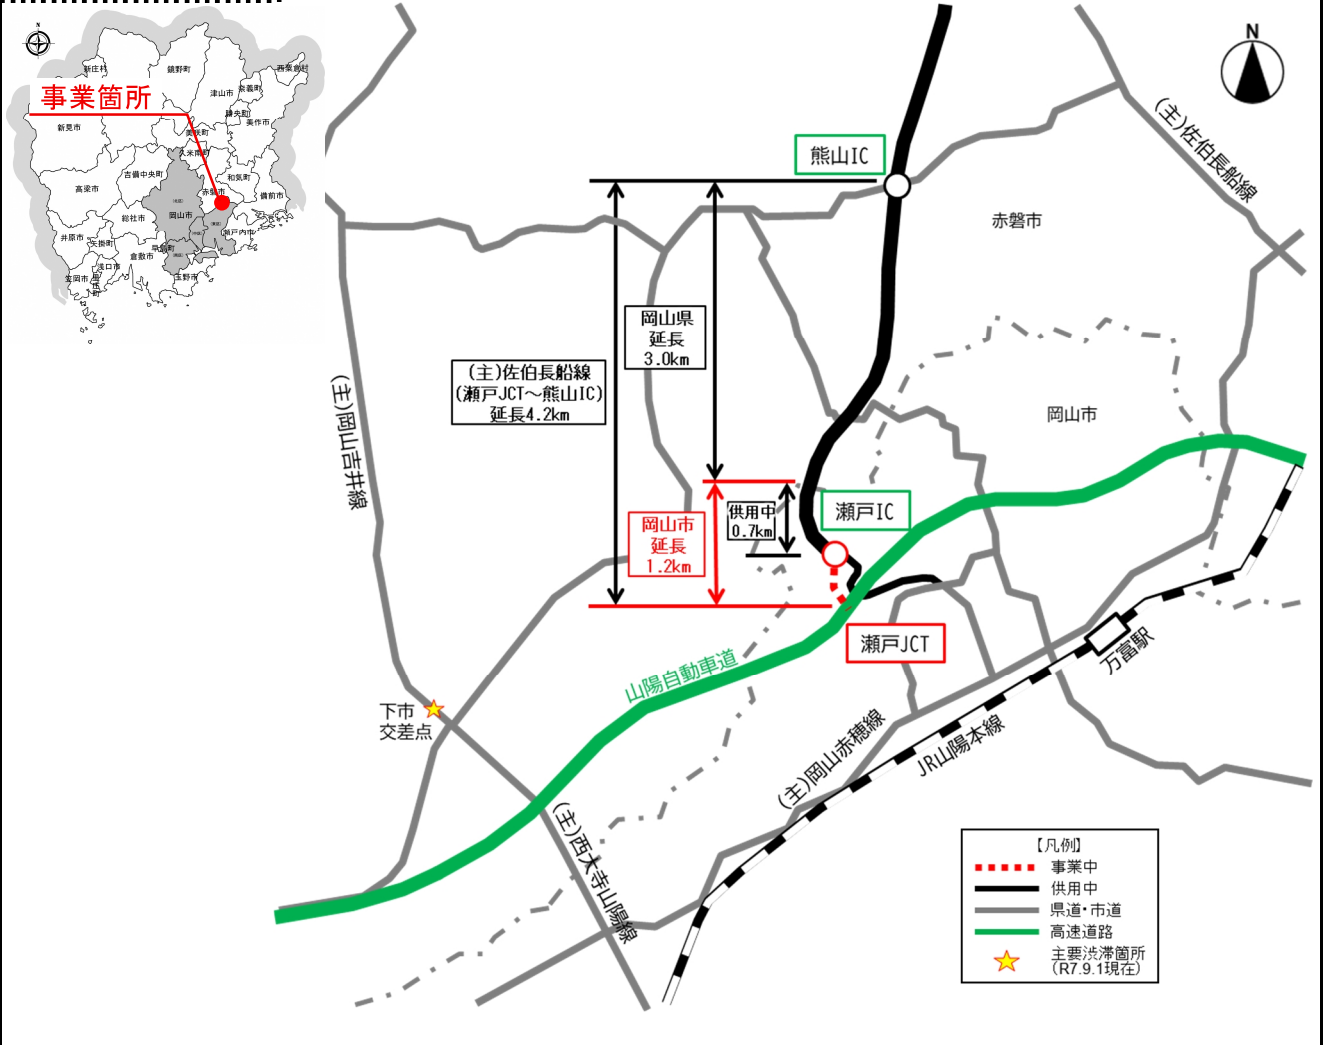 N
新庄村
鏡野町
西粟倉村
津山市
奈義町
勝央町
美作市
事業箇所
新見市
美咲町
久米南町
吉備中央町
和気町
高梁市
赤磐市
備前市
総社市
岡山市
瀬戸内市
井原市
矢掛町
早島町
倉敷市
浅口市
笠岡市
里庄町
玉野市
N
(主)佐伯長船線
熊山IC
赤磐市
岡山県
延長
3.0km
(主)佐伯長船線
(瀬戸JCT～熊山IC)
延長4.2km
(主)岡山吉井線
岡山市
岡山市
延長
1.2km
供用中
0.7km
瀬戸IC
瀬戸JCT
万富駅
山陽自動車道
下市
交差点
(主)岡山赤穂線
JR山陽本線
(主)西大寺山陽線
【凡例】
事業中
供用中
県道・市道
高速道路
主要渋滞箇所
(R7.9.1現在)